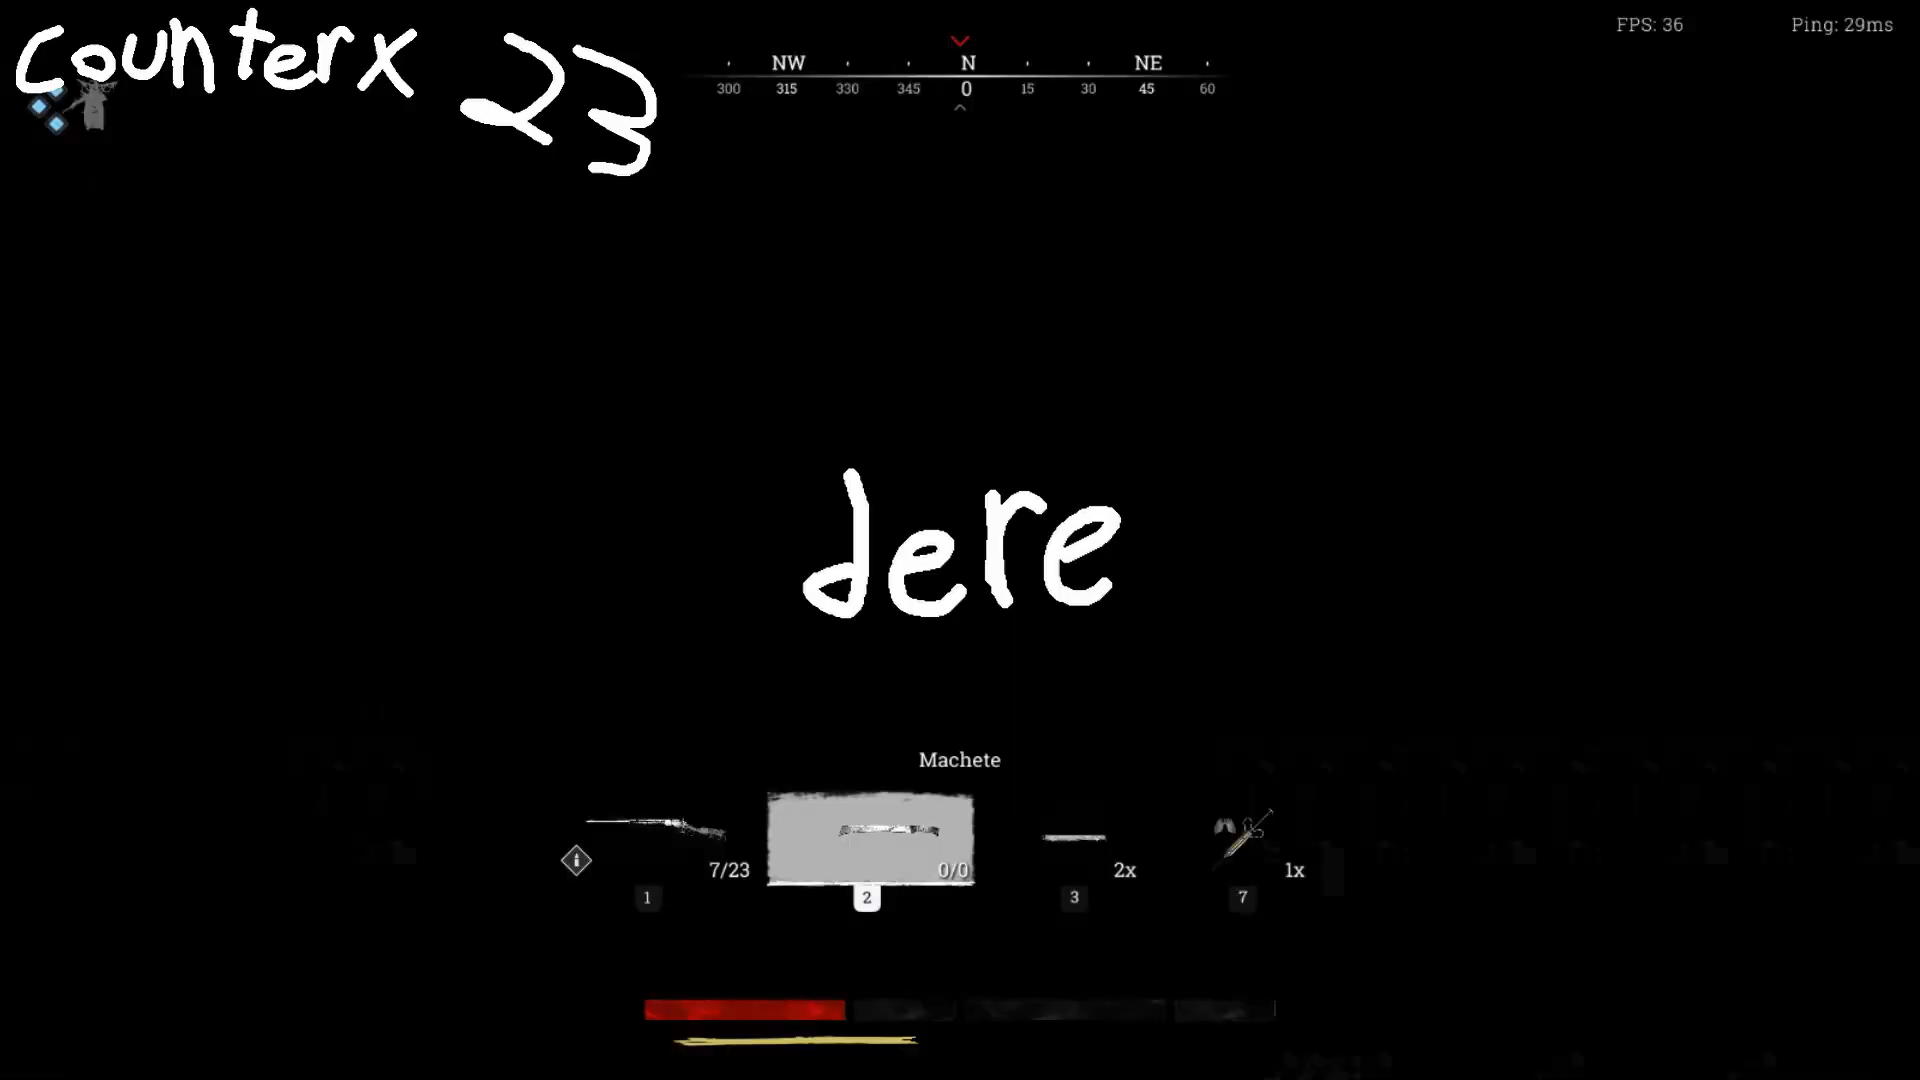 counterx 23
FPS: 36 Ping: 29ms
NW N NE
300 315 330 345 0 15 30 45 60
dere
Machete
7/23 0/0 2x 1x
1 2 3 7